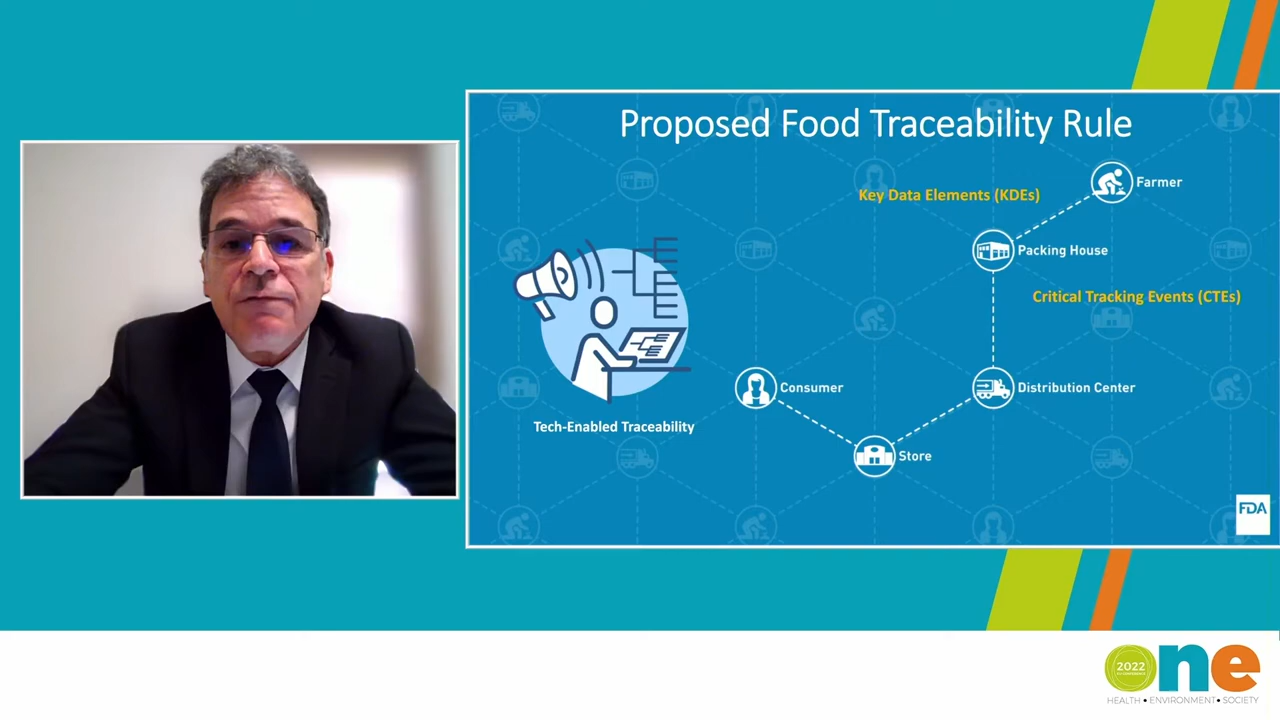 Proposed Food Traceability Rule
Key Data Elements (KDEs)
Farmer
Packing House
Critical Tracking Events (CTEs)
Consumer
Distribution Center
Tech-Enabled Traceability
Store
FDA
2022
one
HEALTH • ENVIRONMENT • SOCIETY